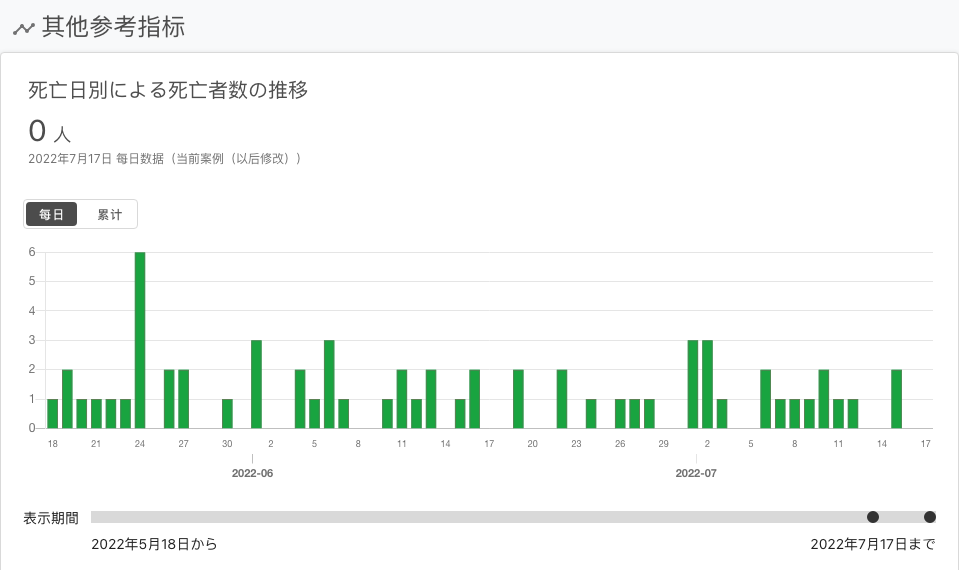 其他参考指标
死亡日別による死亡者数の推移
0 人
2022年7月17日 每日数据（当前案例（以后修改））
每日 累计
6
5
4
3
2
1
0
18 21 24 27 30 2 5 8 11 14 17 20 23 26 29 2 5 8 11 14 17
2022-06 2022-07
表示期間
2022年5月18日から 2022年7月17日まで